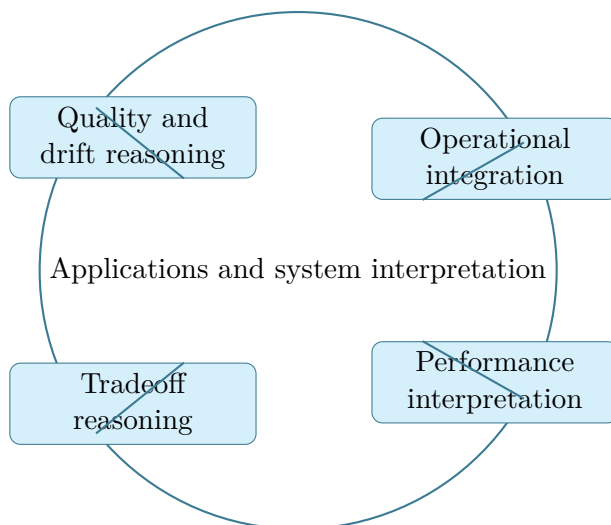 Quality and
drift reasoning
Operational
integration
Applications and system interpretation
Tradeoff
reasoning
Performance
interpretation